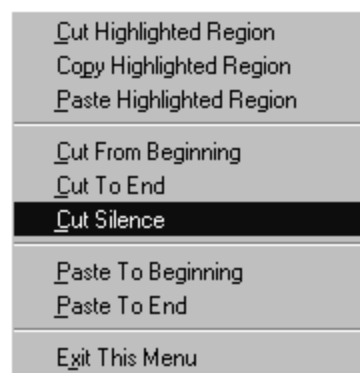 Cut Highlighted Region
Copy Highlighted Region
Paste Highlighted Region
Cut From Beginning
Cut To End
Cut Silence
Paste To Beginning
Paste To End
Exit This Menu